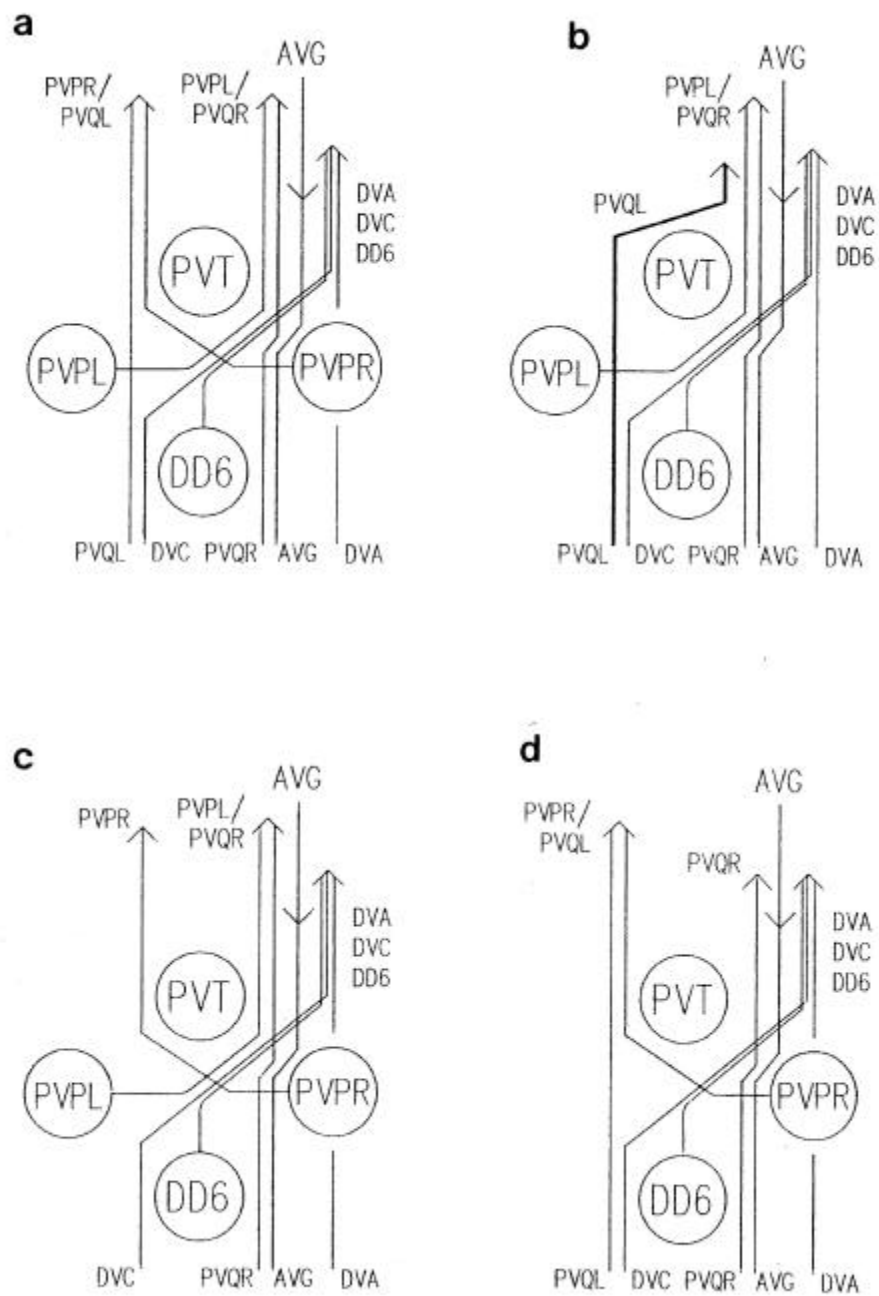 a
AVG
PVPR/
PVQL
PVPL/
PVQR
DVA
DVC
DD6
PVT
PVPL
PVPR
DD6
PVQL DVC PVQR AVG DVA
b
AVG
PVPL/
PVQR
PVQL
DVA
DVC
DD6
PVT
PVPL
DD6
PVQL DVC PVQR AVG DVA
c
AVG
PVPR
PVPL/
PVQR
DVA
DVC
DD6
PVT
PVPL
PVPR
DD6
DVC PVQR AVG DVA
d
AVG
PVPR/
PVQL
PVQR
DVA
DVC
DD6
PVT
PVPR
DD6
PVQL DVC PVQR AVG DVA